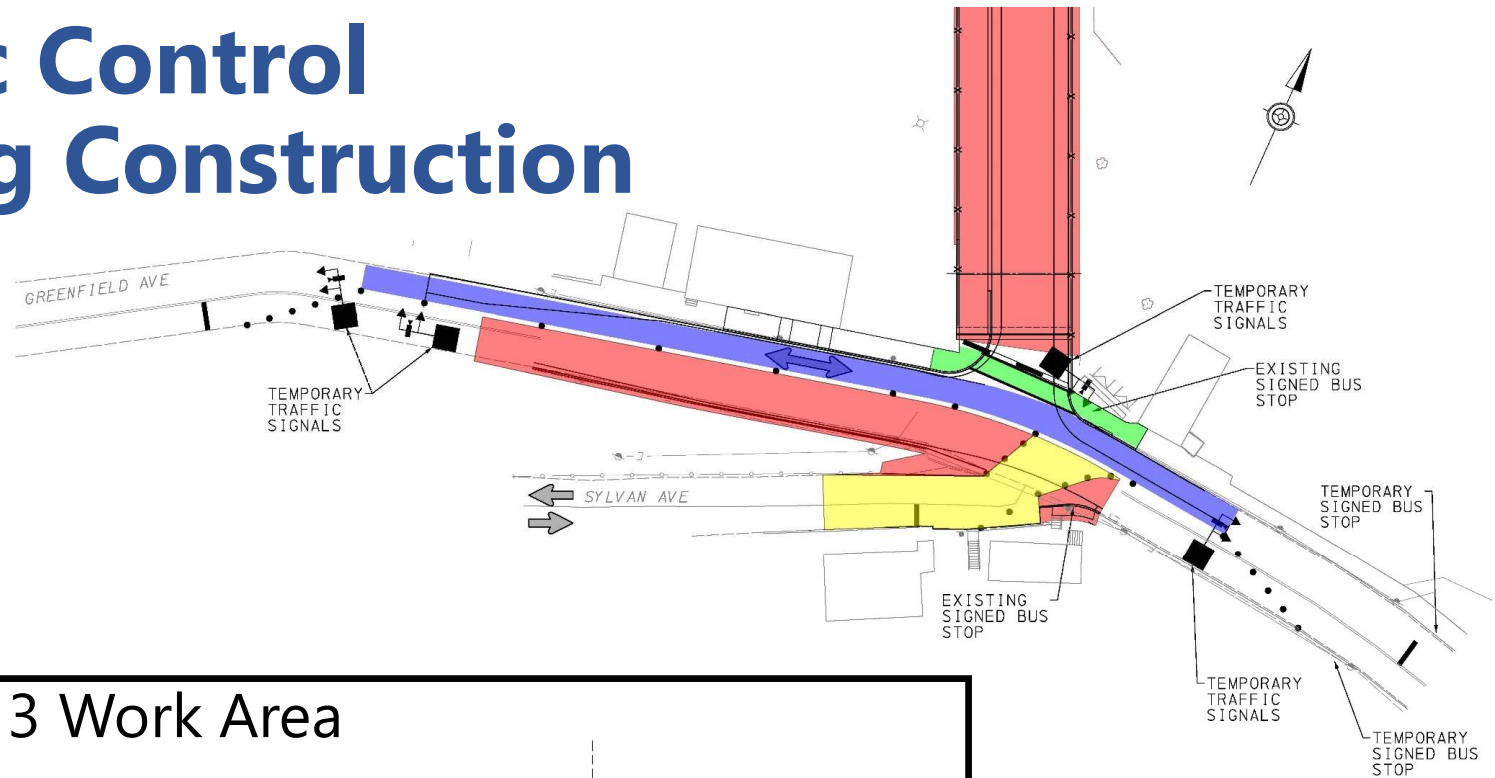 c Control
g Construction
GREENFIELD AVE
TEMPORARY
TRAFFIC
SIGNALS
TEMPORARY
TRAFFIC
SIGNALS
EXISTING
SIGNED BUS
STOP
SYLVAN AVE
TEMPORARY
SIGNED BUS
STOP
EXISTING
SIGNED BUS
STOP
TEMPORARY
TRAFFIC
SIGNALS
TEMPORARY
SIGNED BUS
STOP
3 Work Area